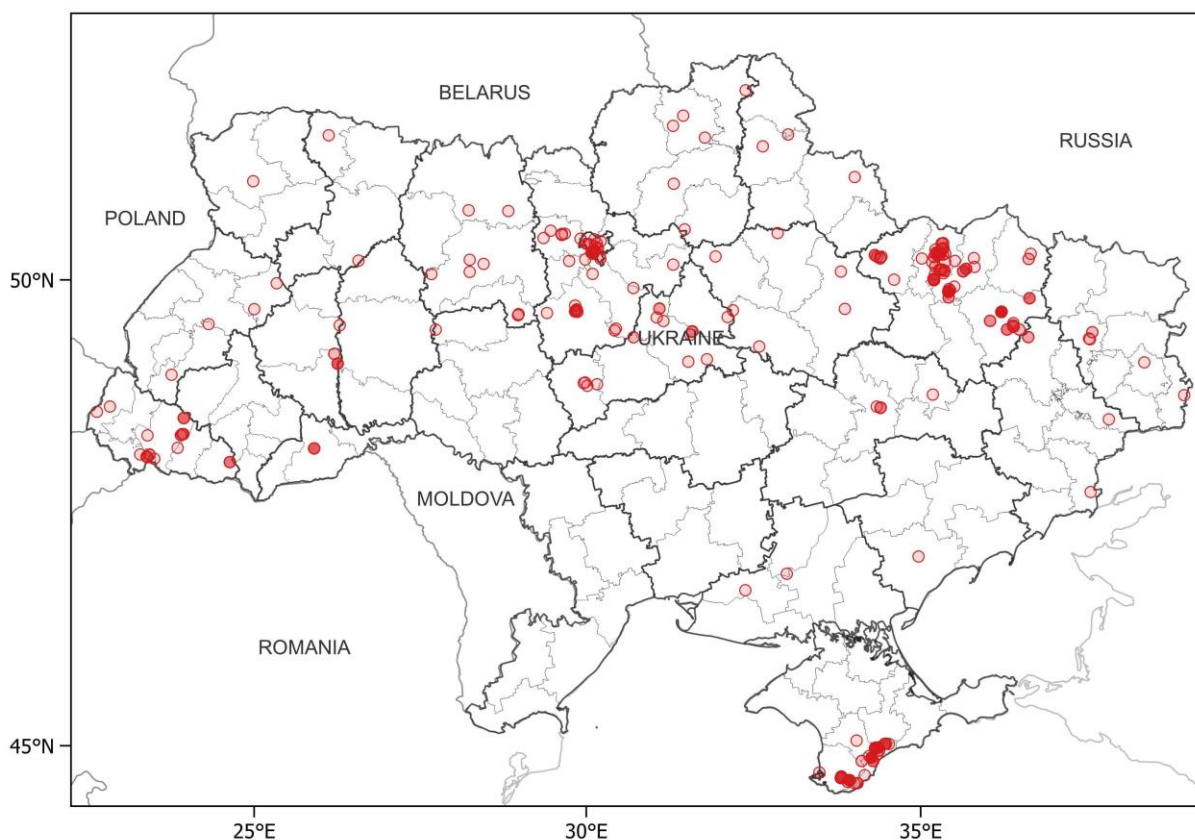 BELARUS
RUSSIA
POLAND
50°N
UKRAINE
MOLDOVA
ROMANIA
45°N
25°E
30°E
35°E